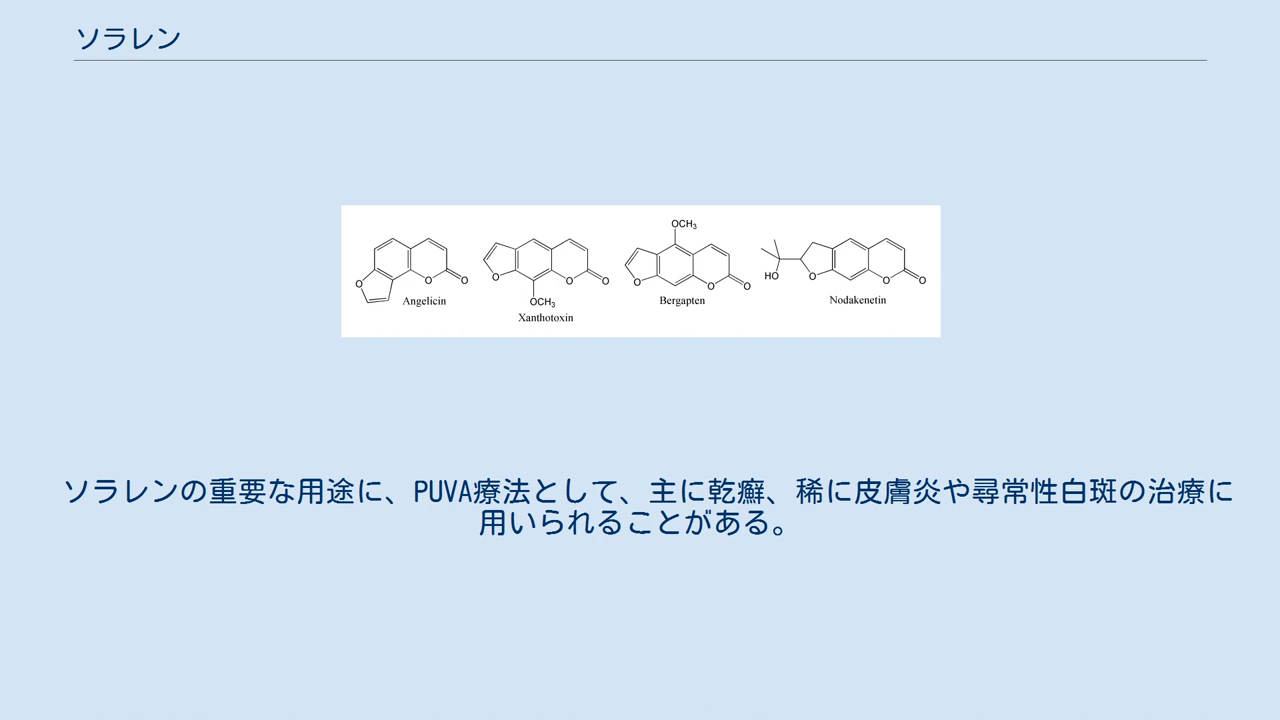 ソラレン
OCH3
O O O O O O O O
OCH3 HO
Angelicin Xanthotoxin Bergapten Nodakenetin
ソラレンの重要な用途に、PUVA療法として、主に乾癬、稀に皮膚炎や尋常性白斑の治療に
用いられることがある。